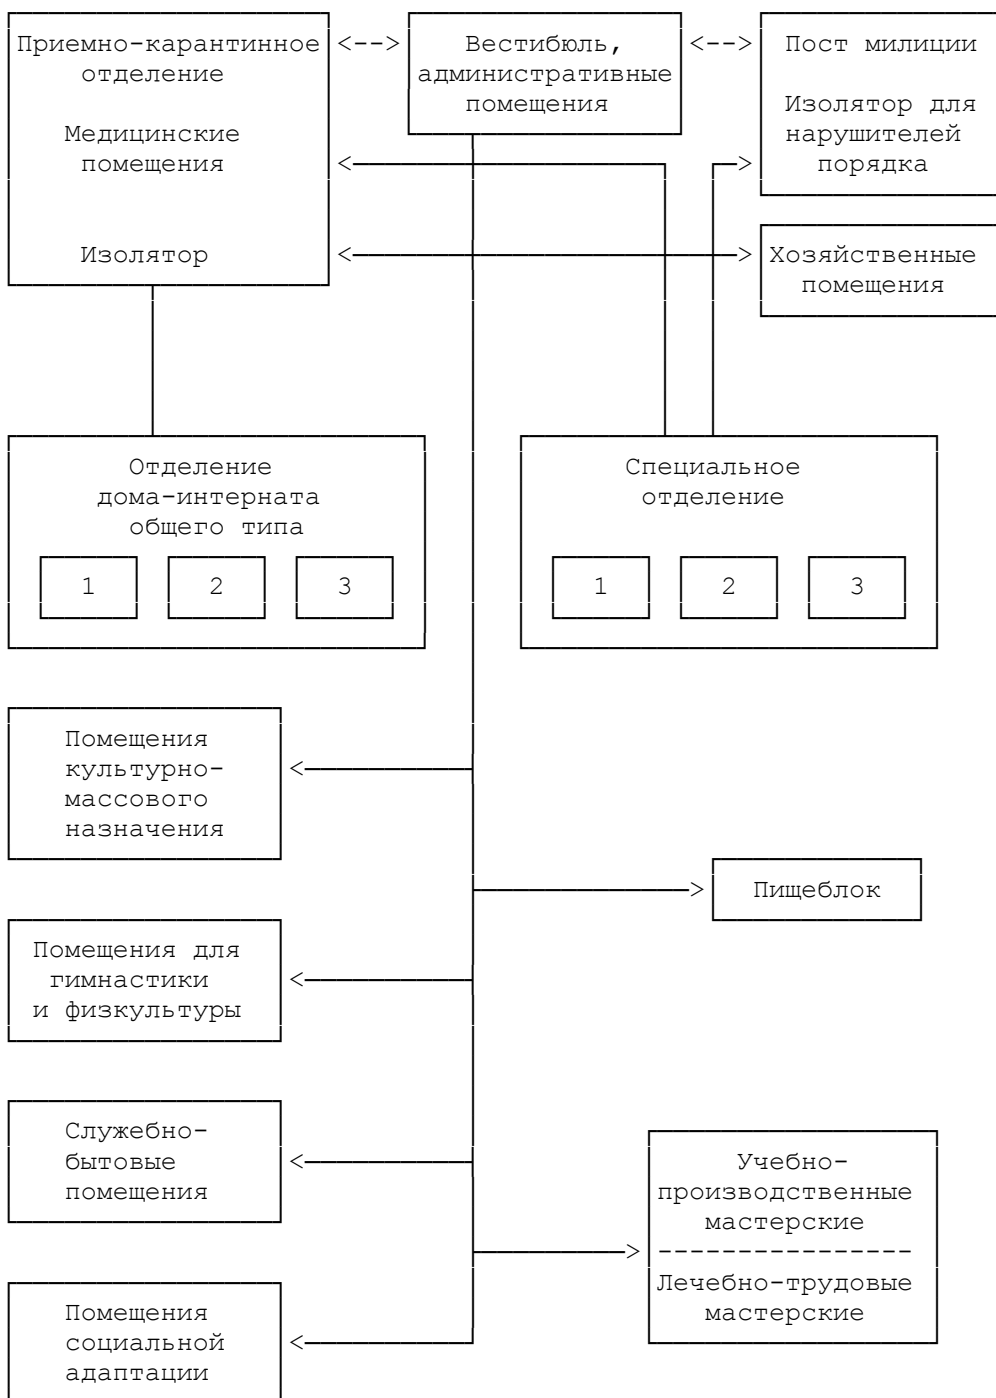 Приемно-карантинное
отделение
Медицинские
помещения
Изолятор
Вестибюль,
административные
помещения
Пост милиции
Изолятор для
нарушителей
порядка
Хозяйственные
помещения
Отделение
дома-интерната
общего типа
1
2
3
Специальное
отделение
1
2
3
Помещения
культурно-
массового
назначения
Пищеблок
Помещения для
гимнастики
и физкультуры
Служебно-
бытовые
помещения
Учебно-
производственные
мастерские
Лечебно-трудовые
мастерские
Помещения
социальной
адаптации